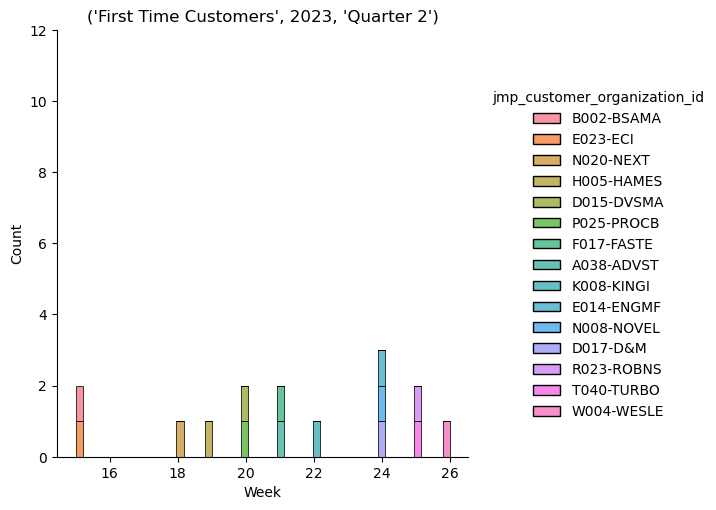 ('First Time Customers', 2023, 'Quarter 2')
12
10
8
6
4
2
0
Count
16
18
20
22
24
26
Week
jmp_customer_organization_id
B002-BSAMA
E023-ECI
N020-NEXT
H005-HAMES
D015-DVSMA
P025-PROCB
F017-FASTE
A038-ADVST
K008-KINGI
E014-ENGMF
N008-NOVEL
D017-D&M
R023-ROBNS
T040-TURBO
W004-WESLE